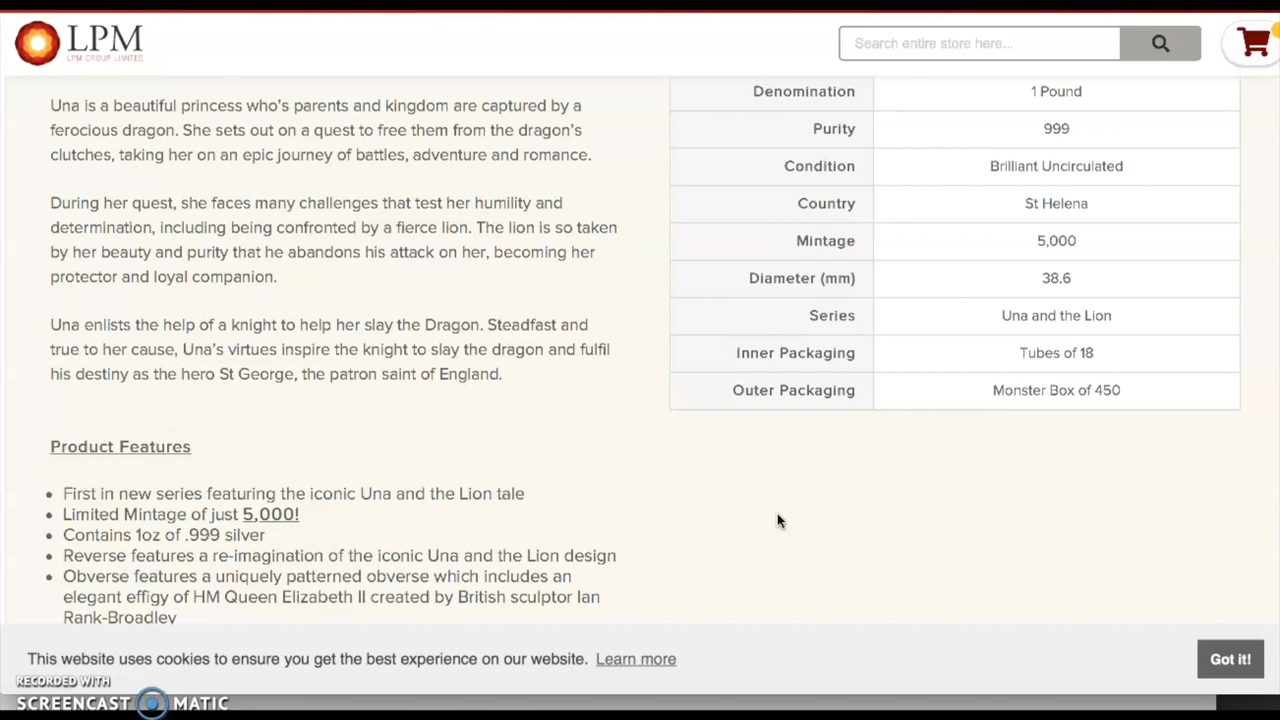 LPM
LPM GROUP LIMITED
Search entire store here...
Una is a beautiful princess who's parents and kingdom are captured by a
ferocious dragon. She sets out on a quest to free them from the dragon's
clutches, taking her on an epic journey of battles, adventure and romance.
During her quest, she faces many challenges that test her humility and
determination, including being confronted by a fierce lion. The lion is so taken
by her beauty and purity that he abandons his attack on her, becoming her
protector and loyal companion.
Una enlists the help of a knight to help her slay the Dragon. Steadfast and
true to her cause, Una's virtues inspire the knight to slay the dragon and fulfil
his destiny as the hero St George, the patron saint of England.
Product Features
• First in new series featuring the iconic Una and the Lion tale
• Limited Mintage of just 5,000!
• Contains 1oz of .999 silver
• Reverse features a re-imagination of the iconic Una and the Lion design
• Obverse features a uniquely patterned obverse which includes an
elegant effigy of HM Queen Elizabeth II created by British sculptor Ian
Rank-Broadley
Denomination 1 Pound
Purity 999
Condition Brilliant Uncirculated
Country St Helena
Mintage 5,000
Diameter (mm) 38.6
Series Una and the Lion
Inner Packaging Tubes of 18
Outer Packaging Monster Box of 450
This website uses cookies to ensure you get the best experience on our website. Learn more
Got it!
RECORDED WITH
SCREENCAST MATIC